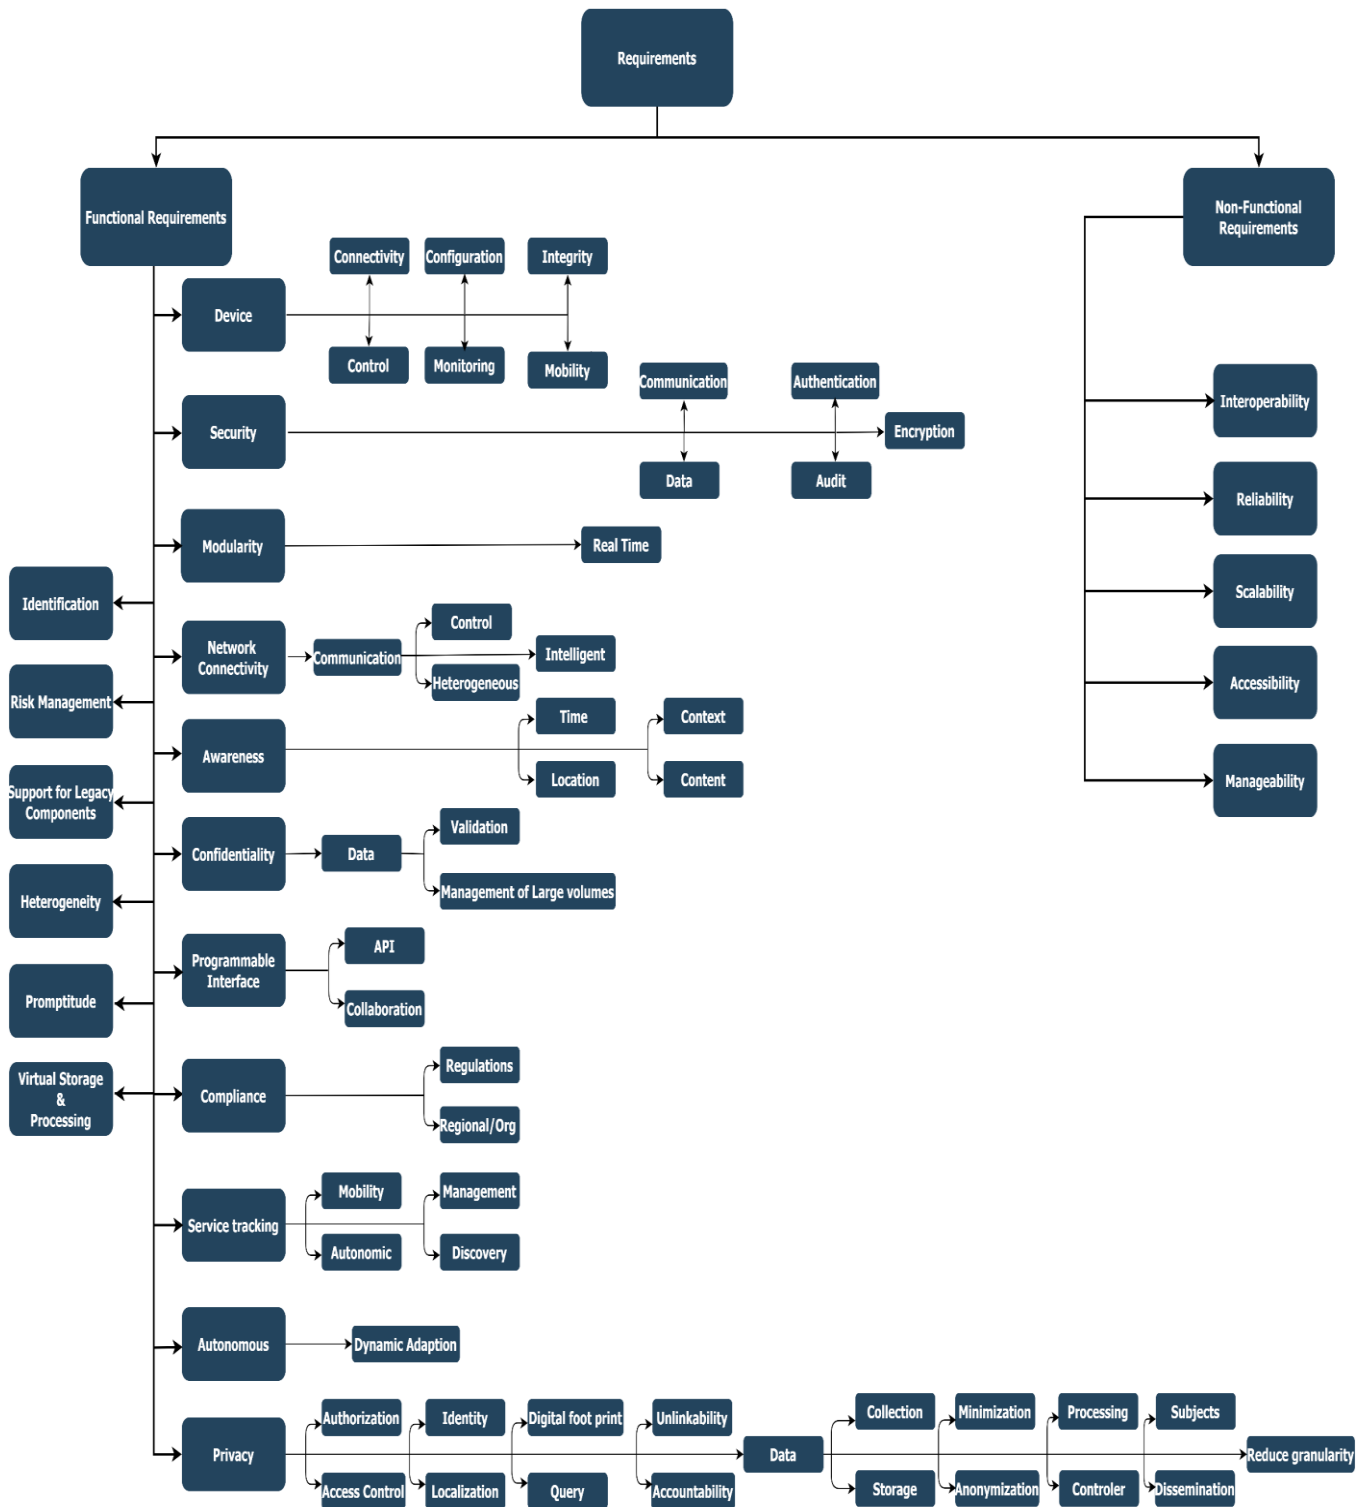 Requirements
Functional Requirements
Non-Functional
Requirements
Connectivity
Configuration
Integrity
Device
Control
Monitoring
Mobility
Communication
Authentication
Security
Encryption
Data
Audit
Interoperability
Reliability
Scalability
Accessibility
Manageability
Modularity
Real Time
Identification
Network
Connectivity
Communication
Control
Intelligent
Heterogeneous
Risk Management
Awareness
Time
Context
Location
Content
Support for Legacy
Components
Confidentiality
Data
Validation
Management of Large volumes
Heterogeneity
Programmable
Interface
API
Collaboration
Promptitude
Virtual Storage
&
Processing
Compliance
Regulations
Regional/Org
Service tracking
Mobility
Management
Autonomic
Discovery
Autonomous
Dynamic Adaption
Privacy
Authorization
Identity
Digital foot print
Unlinkability
Access Control
Localization
Query
Accountability
Data
Collection
Minimization
Processing
Subjects
Reduce granularity
Storage
Anonymization
Controler
Dissemination